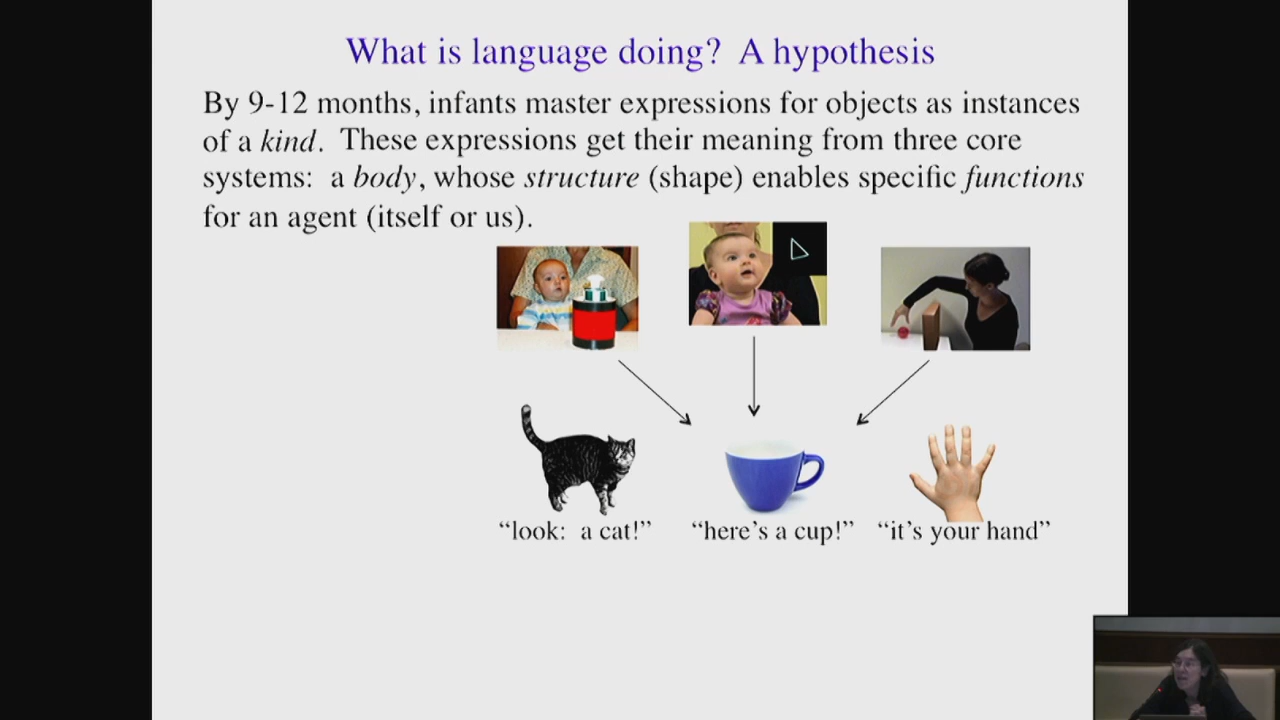 What is language doing? A hypothesis
By 9-12 months, infants master expressions for objects as instances
of a kind. These expressions get their meaning from three core
systems: a body, whose structure (shape) enables specific functions
for an agent (itself or us).
“look: a cat!” “here’s a cup!” “it’s your hand”